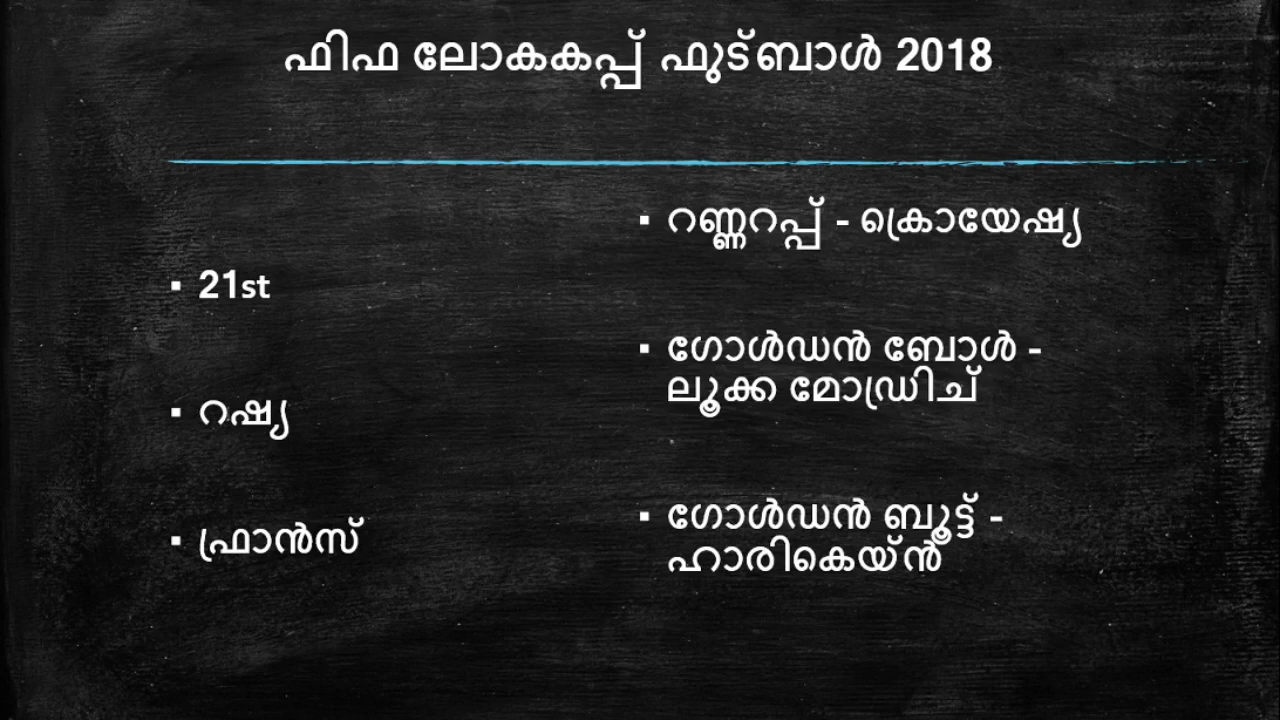 ഫിഫ ലോകകപ്പ് ഫുട്ബാൾ 2018
▪ 21st
▪ റഷ്യ
▪ ഫ്രാൻസ്
▪ റണ്ണറപ്പ് - ക്രൊയേഷ്യ
▪ ഗോൾഡൻ ബോൾ -
ലൂക്ക മോഡ്രിച്
▪ ഗോൾഡൻ ബൂട്ട് -
ഹാരികെയ്ൻ